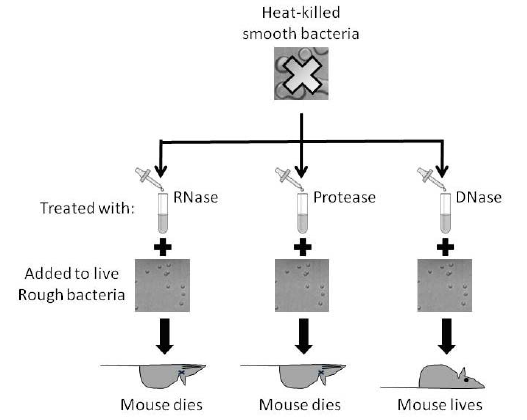 Heat-killed
smooth bacteria
Treated with:
RNase
Protease
DNase
Added to live
Rough bacteria
Mouse dies
Mouse dies
Mouse lives